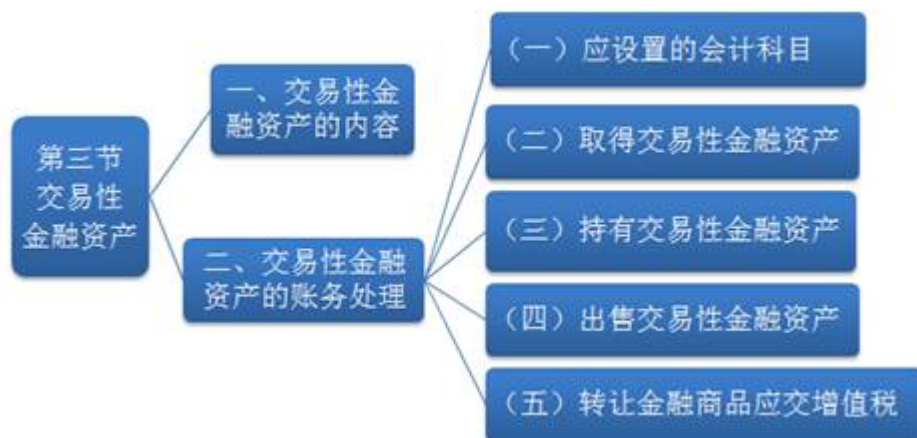 第三节
交易性
金融资产
一、交易性金
融资产的内容
二、交易性金融
资产的账务处理
（一）应设置的会计科目
（二）取得交易性金融资产
（三）持有交易性金融资产
（四）出售交易性金融资产
（五）转让金融商品应交增值税